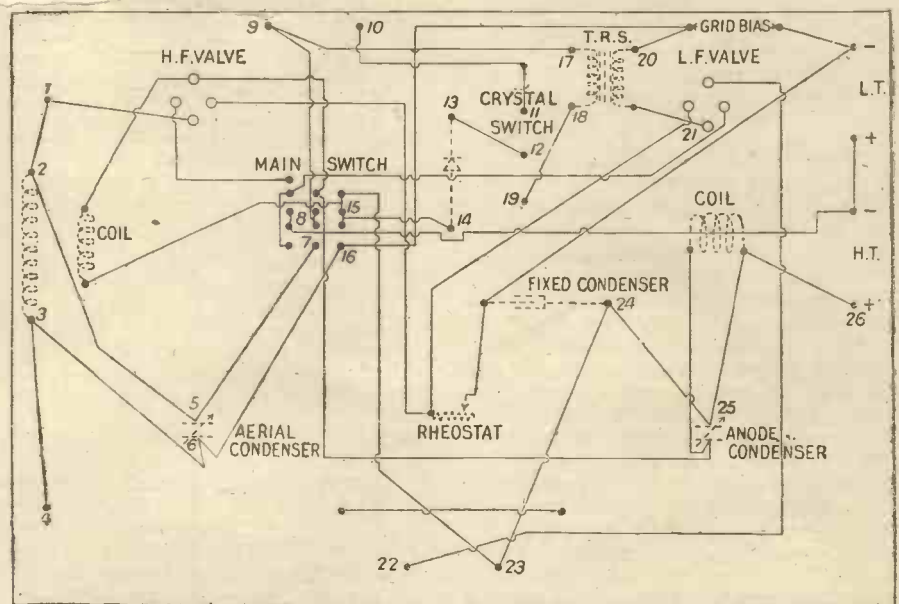 9
10
GRID BIAS
T.R.S.
H.F.VALVE
17
20
L.F.VALVE
−
L.T.
1
13
CRYSTAL
11
18
21
SWITCH
+
2
MAIN SWITCH
12
COIL
8
15
19
COIL
−
14
7
16
H.T.
FIXED CONDENSER
24
+
26
3
5
25
6
AERIAL
CONDENSER
RHEOSTAT
ANODE
CONDENSER
4
22
23